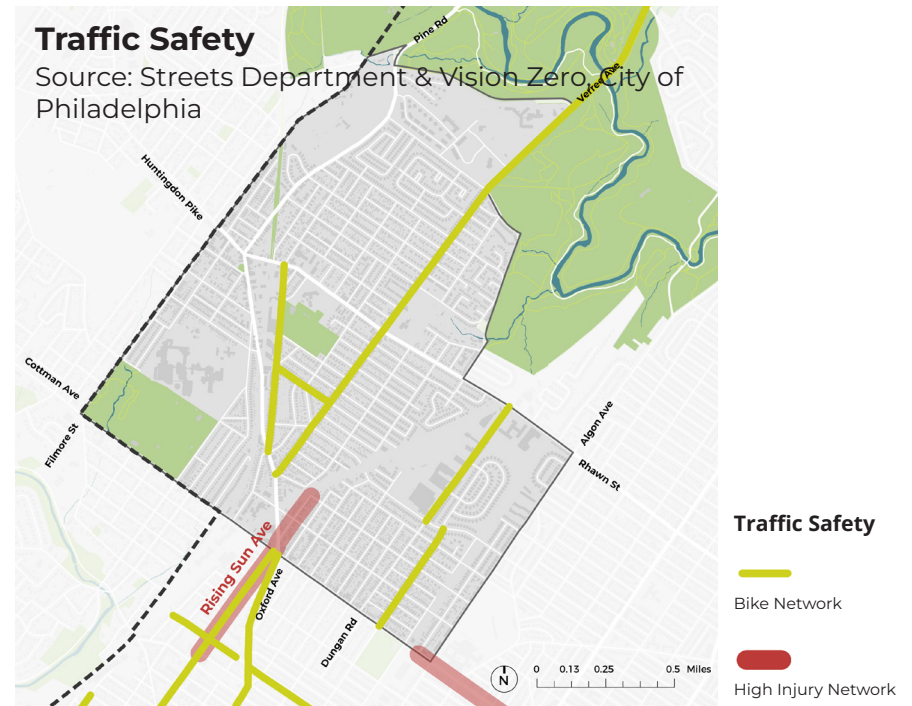 Traffic Safety
Source: Streets Department & Vision Zero, City of
Philadelphia
Pine Rd
Verree Ave
Huntingdon Pike
Cottman Ave
Filmore St
Algon Ave
Rhawn St
Rising Sun Ave
Oxford Ave
Dungan Rd
N
0 0.13 0.25 0.5 Miles
Traffic Safety
Bike Network
High Injury Network